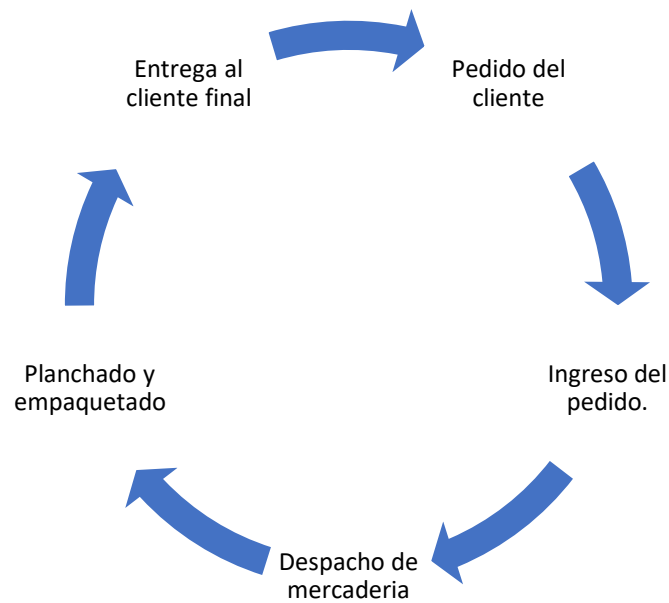 Entrega al
cliente final
Pedido del
cliente
Ingreso del
pedido.
Despacho de
mercaderia
Planchado y
empaquetado